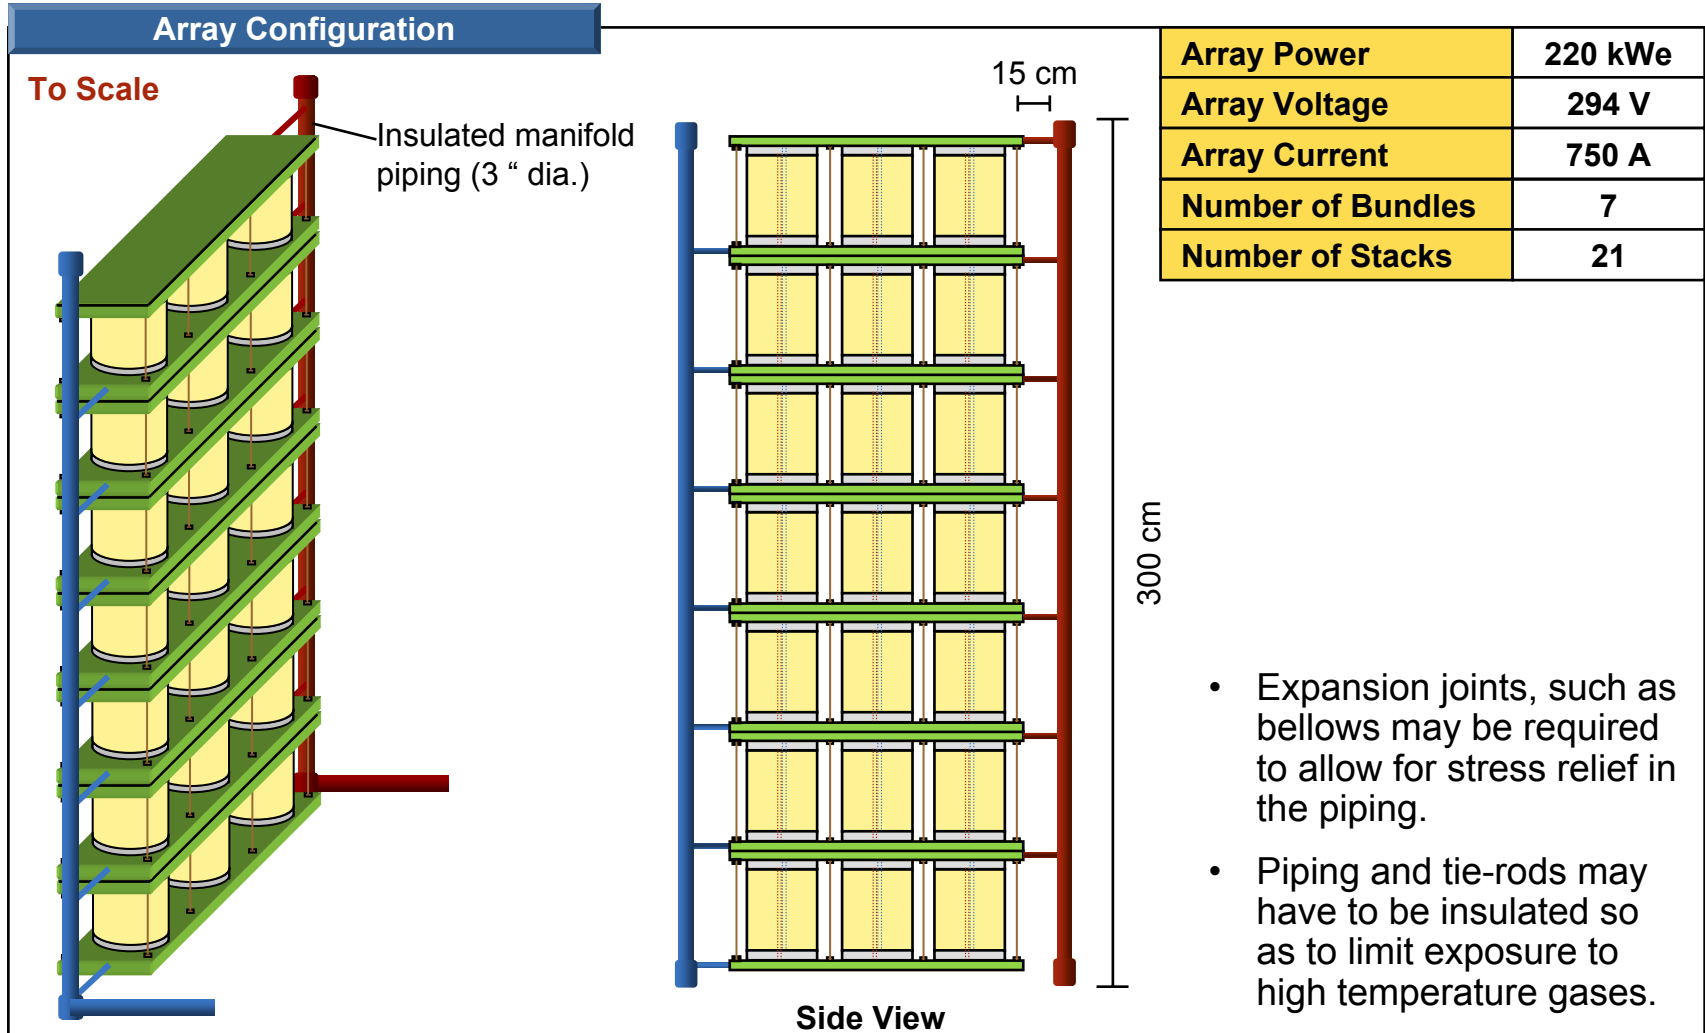 Array Configuration
To Scale
Insulated manifold
piping (3 “ dia.)
15 cm
300 cm
Side View
Array Power 220 kWe
Array Voltage 294 V
Array Current 750 A
Number of Bundles 7
Number of Stacks 21
• Expansion joints, such as
bellows may be required
to allow for stress relief in
the piping.
• Piping and tie-rods may
have to be insulated so
as to limit exposure to
high temperature gases.